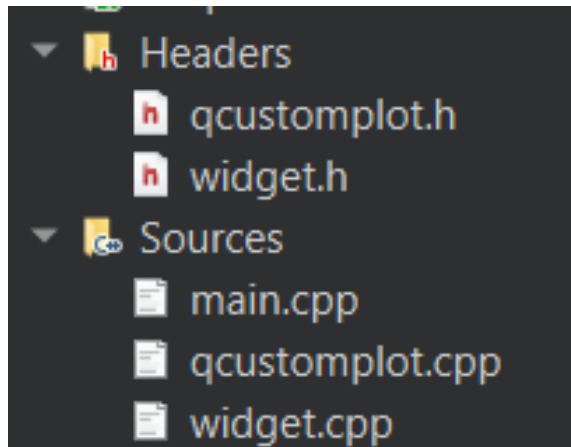 Headers
qcustomplot.h
widget.h
Sources
main.cpp
qcustomplot.cpp
widget.cpp